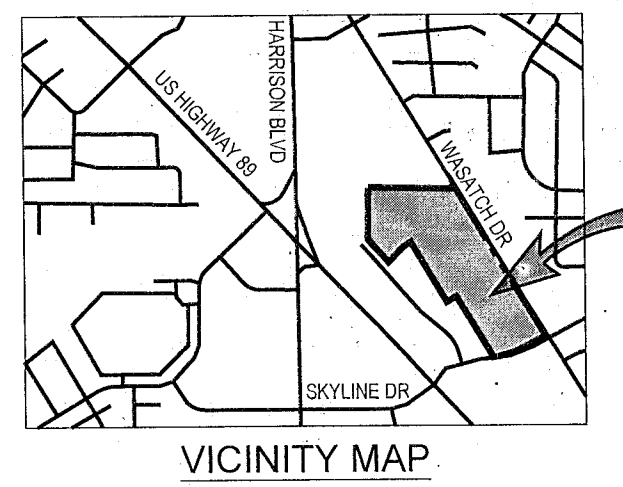 HARRISON BLVD
US HIGHWAY 89
WASATCH DR
SKYLINE DR
VICINITY MAP